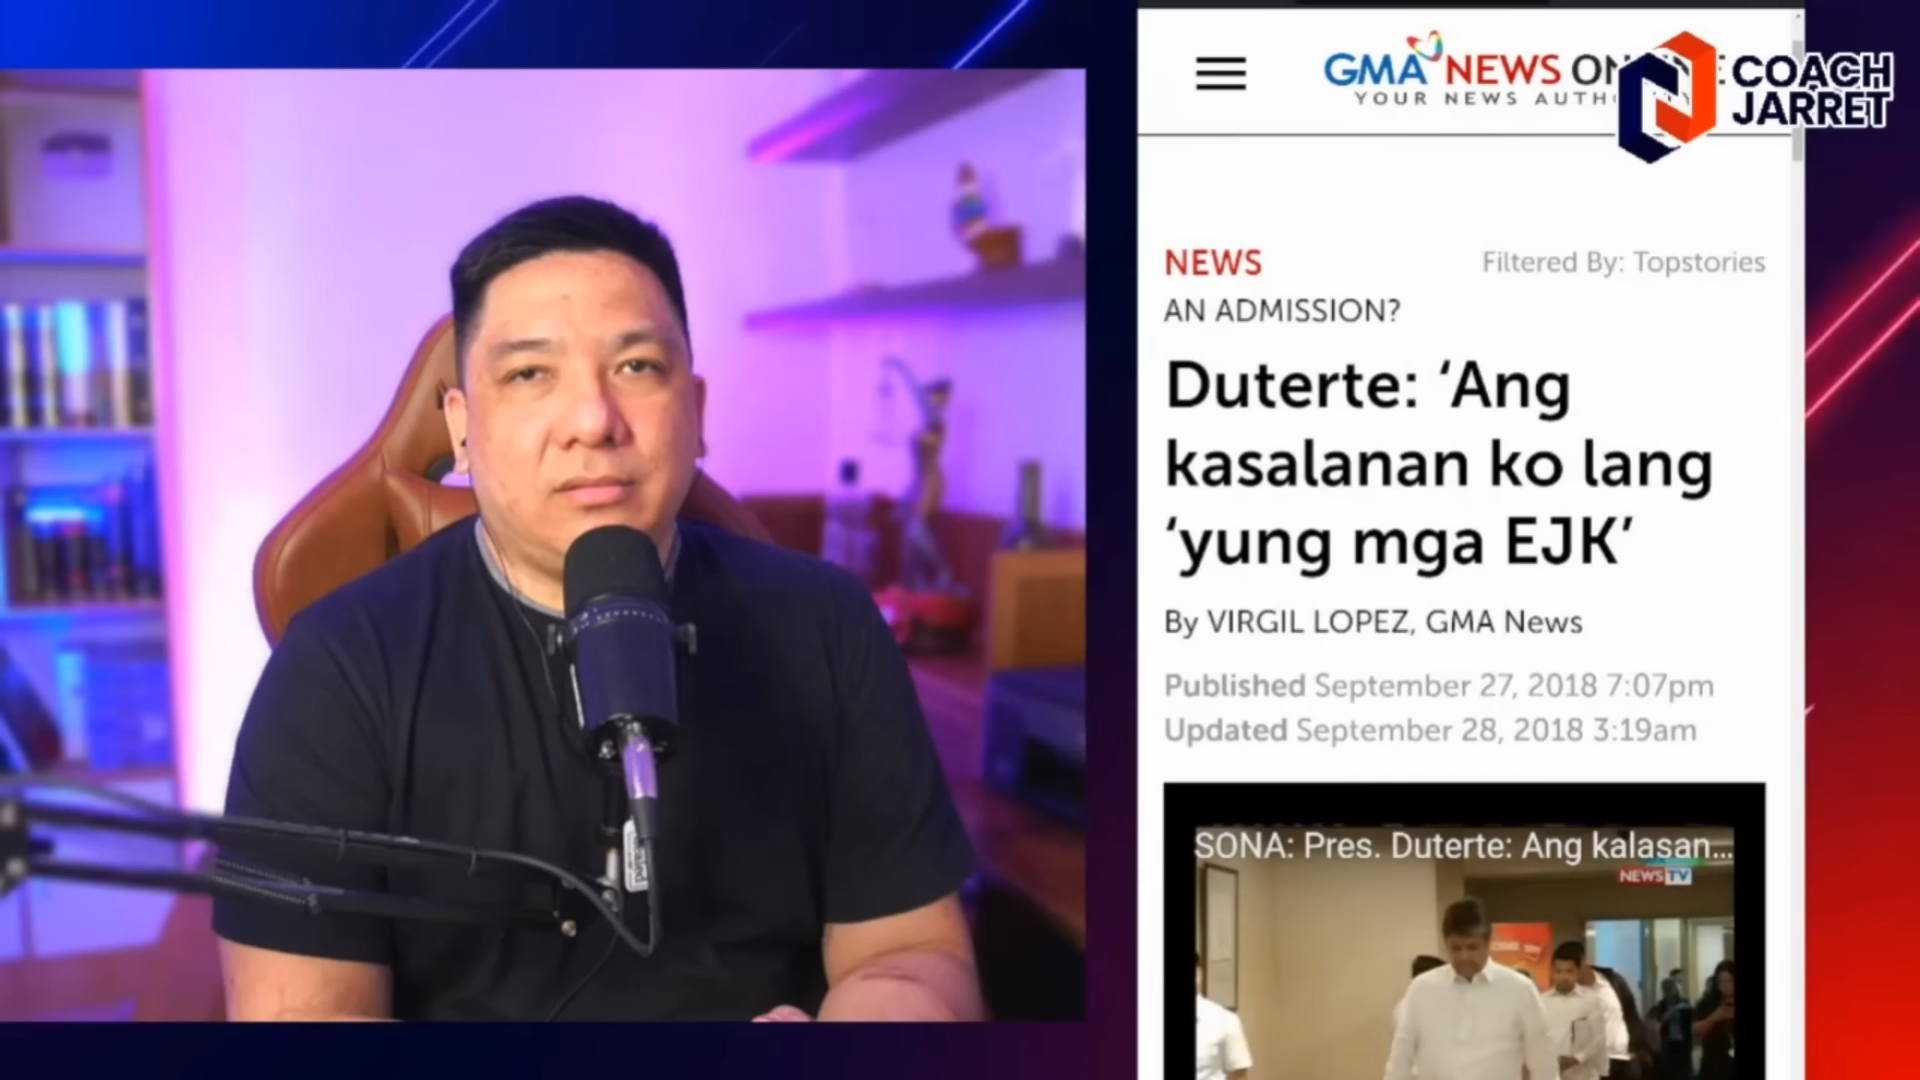 GMA NEWS
YOUR NEWS
COACH
JARRET
NEWS
Filtered By: Topstories
AN ADMISSION?
Duterte: ‘Ang
kasalanan ko lang
‘yung mga EJK’
By VIRGIL LOPEZ, GMA News
Published September 27, 2018 7:07pm
Updated September 28, 2018 3:19am
SONA: Pres. Duterte: Ang kalasan...
NEWS TV